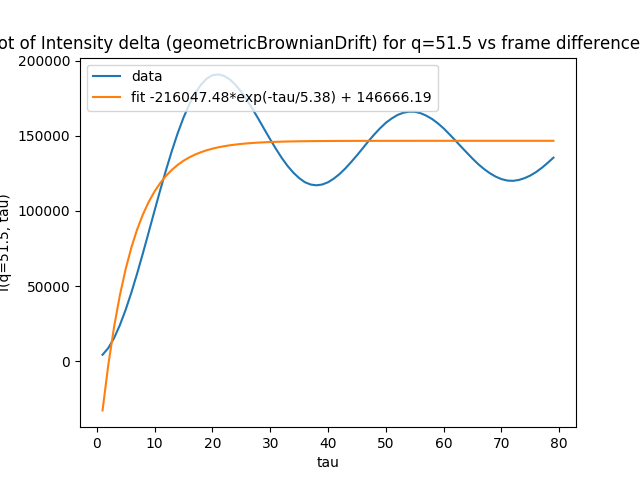 ot of Intensity delta (geometricBrownianDrift) for q=51.5 vs frame difference
data
fit -216047.48*exp(-tau/5.38) + 146666.19
200000
150000
100000
50000
0
I(q=51.5, tau)
0 10 20 30 40 50 60 70 80
tau